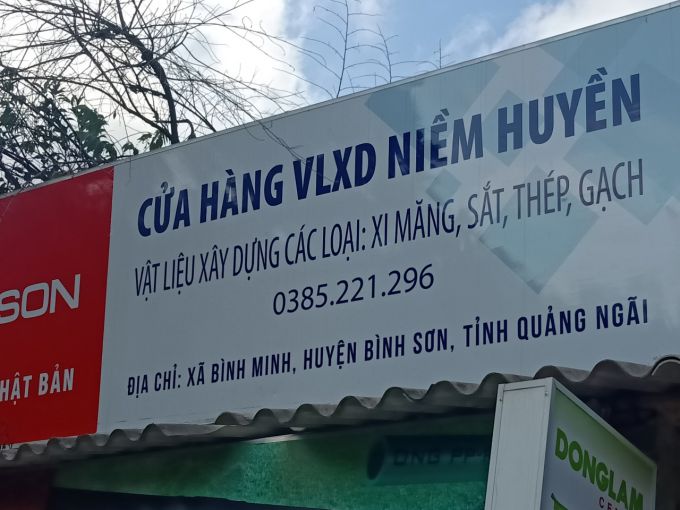 CỬA HÀNG VLXD NIỀM HUYỀN
VẬT LIỆU XÂY DỰNG CÁC LOẠI: XI MĂNG, SẮT, THÉP, GẠCH
0385.221.296
ĐỊA CHỈ: XÃ BÌNH MINH, HUYỆN BÌNH SƠN, TỈNH QUẢNG NGÃI
SON
HẬT BẢN
DONGLAM